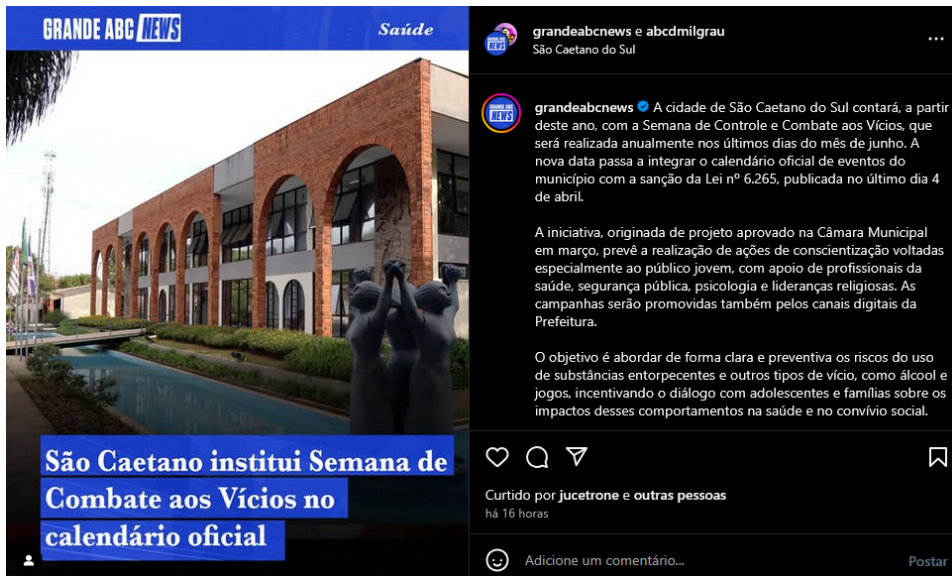 GRANDE ABC NEWS
Saúde
São Caetano institui Semana de
Combate aos Vícios no
calendário oficial
grandeabcnews e abcdmilgrau
São Caetano do Sul
grandeabcnews A cidade de São Caetano do Sul contará, a partir
deste ano, com a Semana de Controle e Combate aos Vícios, que
será realizada anualmente nos últimos dias do mês de junho. A
nova data passa a integrar o calendário oficial de eventos do
município com a sanção da Lei nº 6.265, publicada no último dia 4
de abril.
A iniciativa, originada de projeto aprovado na Câmara Municipal
em março, prevê a realização de ações de conscientização voltadas
especialmente ao público jovem, com apoio de profissionais da
saúde, segurança pública, psicologia e lideranças religiosas. As
campanhas serão promovidas também pelos canais digitais da
Prefeitura.
O objetivo é abordar de forma clara e preventiva os riscos do uso
de substâncias entorpecentes e outros tipos de vício, como álcool e
jogos, incentivando o diálogo com adolescentes e famílias sobre os
impactos desses comportamentos na saúde e no convívio social.
Curtido por jucetrone e outras pessoas
há 16 horas
Adicione um comentário...
Postar